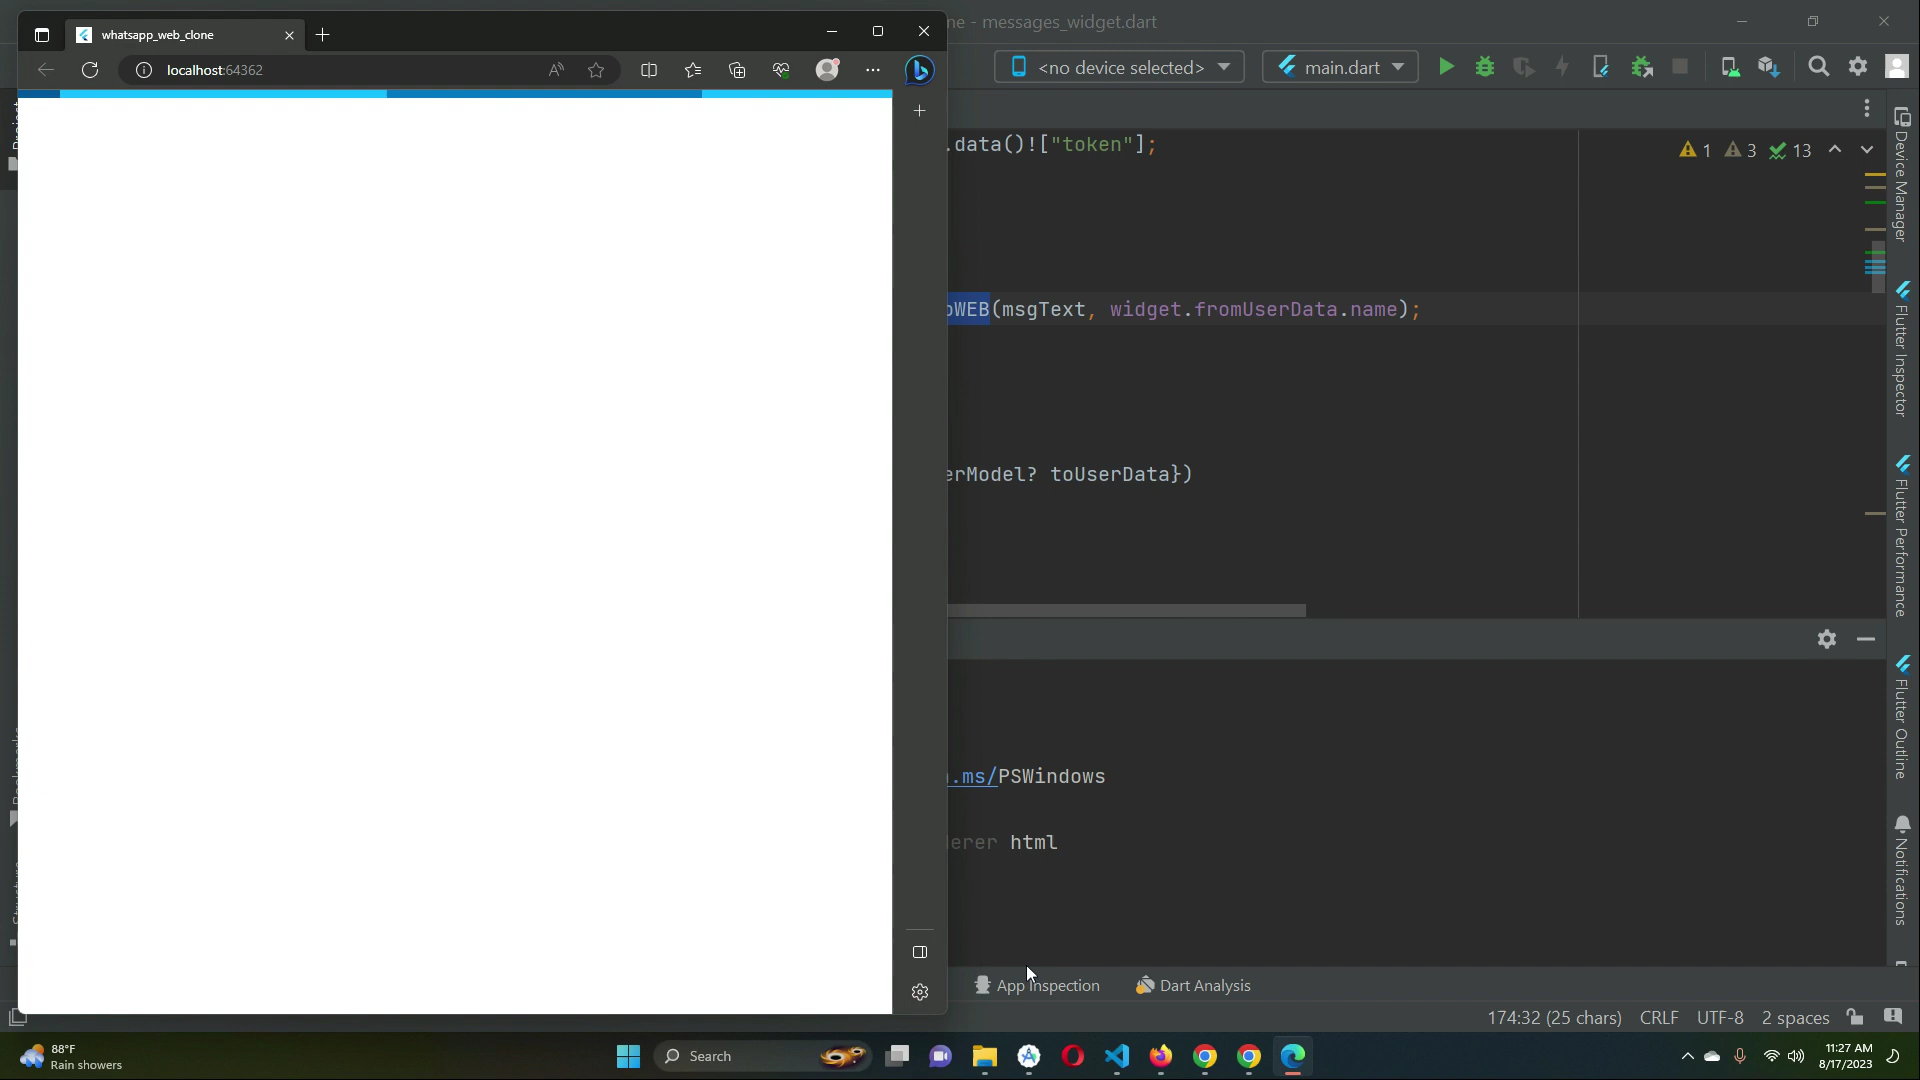 whatsapp_web_clone
ne - messages_widget.dart
localhost:64362
<no device selected>
main.dart
.data()!["token"];
1
3
13
WEB(msgText, widget.fromUserData.name);
erModel? toUserData})
.ms/PSWindows
erer html
App Inspection
Dart Analysis
174:32 (25 chars)
CRLF
UTF-8
2 spaces
Device Manager
Flutter Inspector
Flutter Performance
Flutter Outline
Notifications
88°F
Rain showers
Search
11:27 AM
8/17/2023